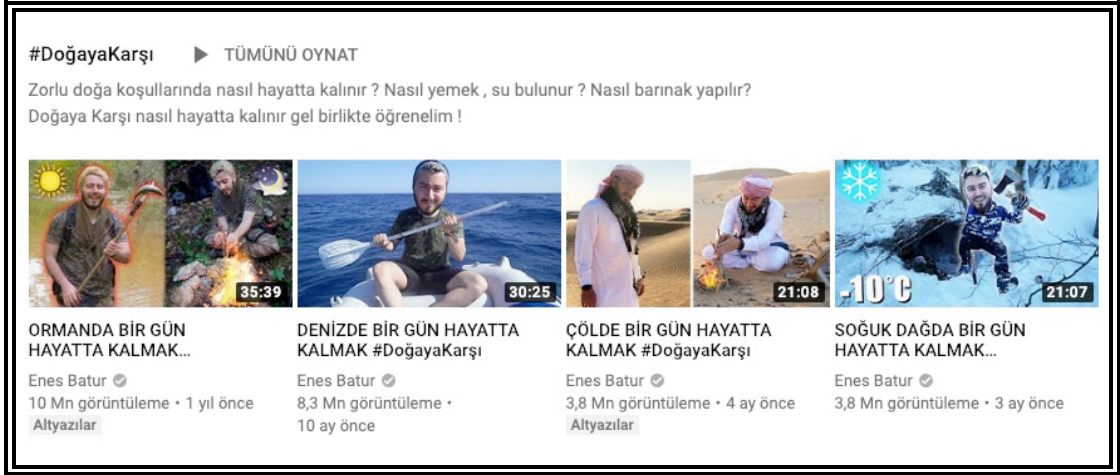 #DoğayaKarşı TÜMÜNÜ OYNAT
Zorlu doğa koşullarında nasıl hayatta kalınır ? Nasıl yemek , su bulunur ? Nasıl barınak yapılır?
Doğaya Karşı nasıl hayatta kalınır gel birlikte öğrenelim !
35:39
ORMANDA BİR GÜN
HAYATTA KALMAK...
Enes Batur
10 Mn görüntüleme • 1 yıl önce
Altyazılar
30:25
DENİZDE BİR GÜN HAYATTA
KALMAK #DoğayaKarşı
Enes Batur
8,3 Mn görüntüleme •
10 ay önce
21:08
ÇÖLDE BİR GÜN HAYATTA
KALMAK #DoğayaKarşı
Enes Batur
3,8 Mn görüntüleme • 4 ay önce
Altyazılar
-10°C
21:07
SOĞUK DAĞDA BİR GÜN
HAYATTA KALMAK...
Enes Batur
3,8 Mn görüntüleme • 3 ay önce